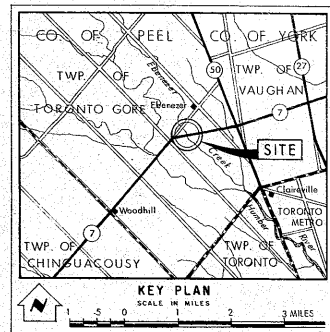 CO. OF PEEL CO. OF YORK
TWP. OF
TORONTO GORE
Ebenezer
Ebenezer
Creek
50
TWP. OF
VAUGHAN
27
7
SITE
Claireville
TORONTO
METRO
Humber
River
Woodhill
7
TWP. OF
CHINGUACOUSY
TWP. OF
TORONTO
N
KEY PLAN
SCALE IN MILES
1 0 1 2 3 MILES